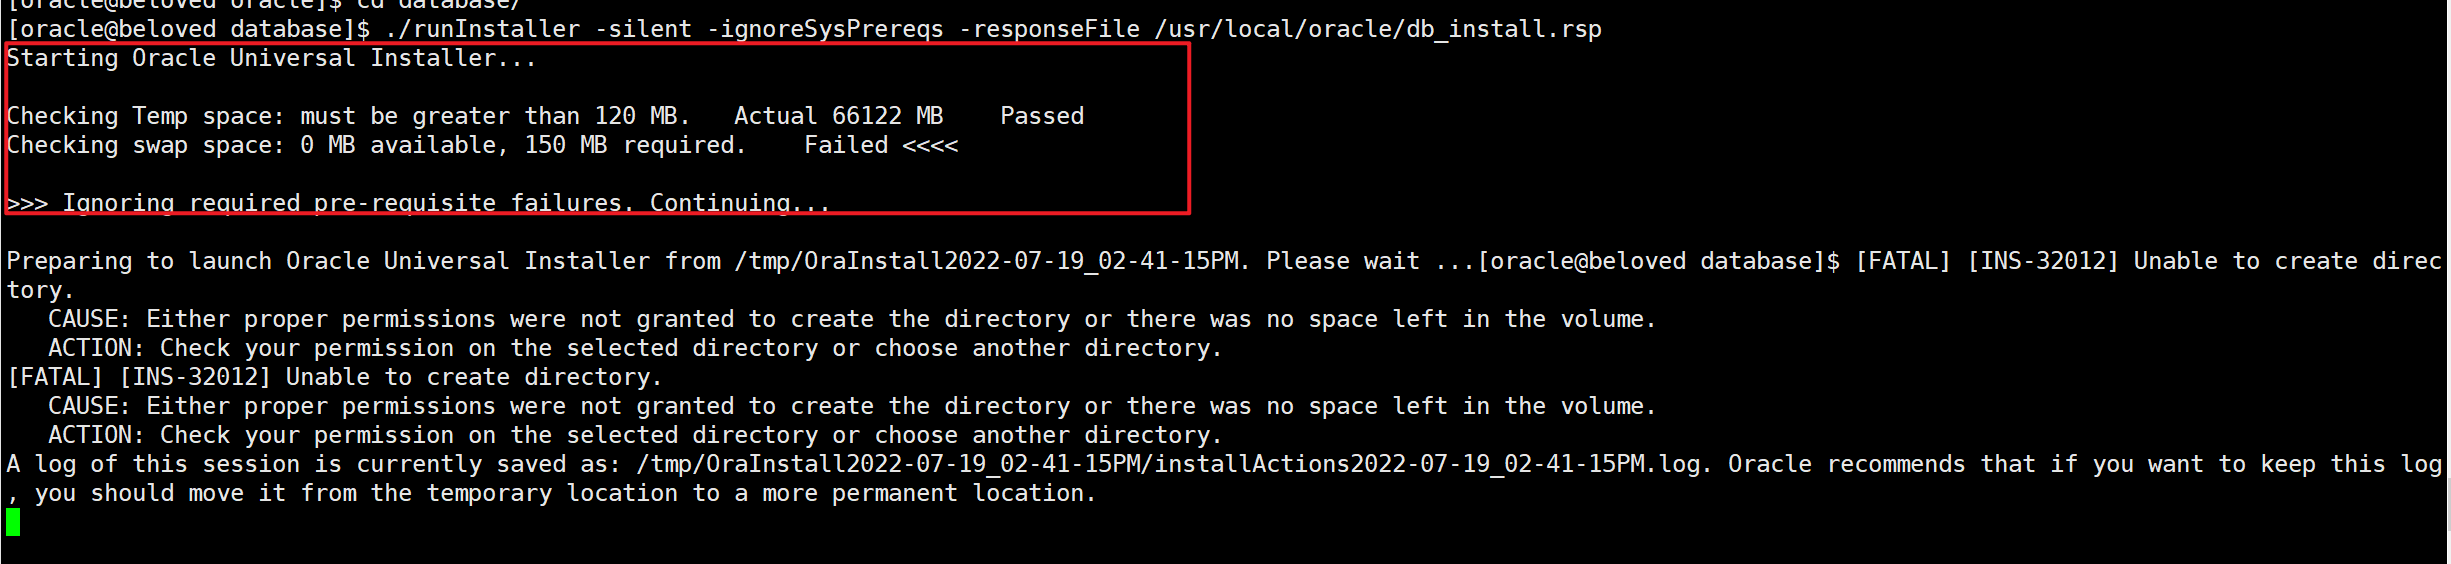 [oracle@beloved oracle]$ cd database/
[oracle@beloved database]$ ./runInstaller -silent -ignoreSysPrereqs -responseFile /usr/local/oracle/db_install.rsp
Starting Oracle Universal Installer...
Checking Temp space: must be greater than 120 MB.   Actual 66122 MB    Passed
Checking swap space: 0 MB available, 150 MB required.    Failed <<<<
>>> Ignoring required pre-requisite failures. Continuing...
Preparing to launch Oracle Universal Installer from /tmp/OraInstall2022-07-19_02-41-15PM. Please wait ...[oracle@beloved database]$ [FATAL] [INS-32012] Unable to create direc
tory.
   CAUSE: Either proper permissions were not granted to create the directory or there was no space left in the volume.
   ACTION: Check your permission on the selected directory or choose another directory.
[FATAL] [INS-32012] Unable to create directory.
   CAUSE: Either proper permissions were not granted to create the directory or there was no space left in the volume.
   ACTION: Check your permission on the selected directory or choose another directory.
A log of this session is currently saved as: /tmp/OraInstall2022-07-19_02-41-15PM/installActions2022-07-19_02-41-15PM.log. Oracle recommends that if you want to keep this log
, you should move it from the temporary location to a more permanent location.